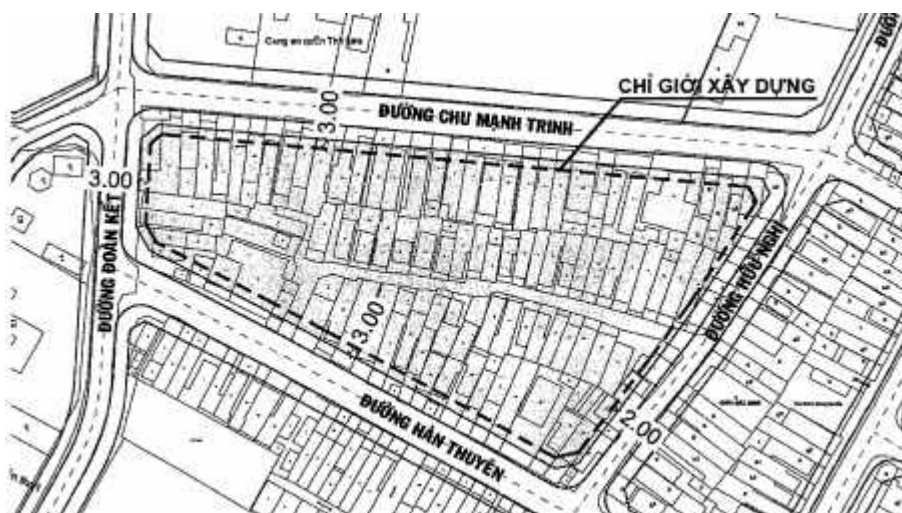 CHỈ GIỚI XÂY DỰNG
3.00
ĐƯỜNG CHU MẠNH TRINH
3.00
ĐƯỜNG ĐOÀN KẾT
ĐƯỜNG HỮU NGHỊ
3.00
ĐƯỜNG HÀN THUYÊN
2.00